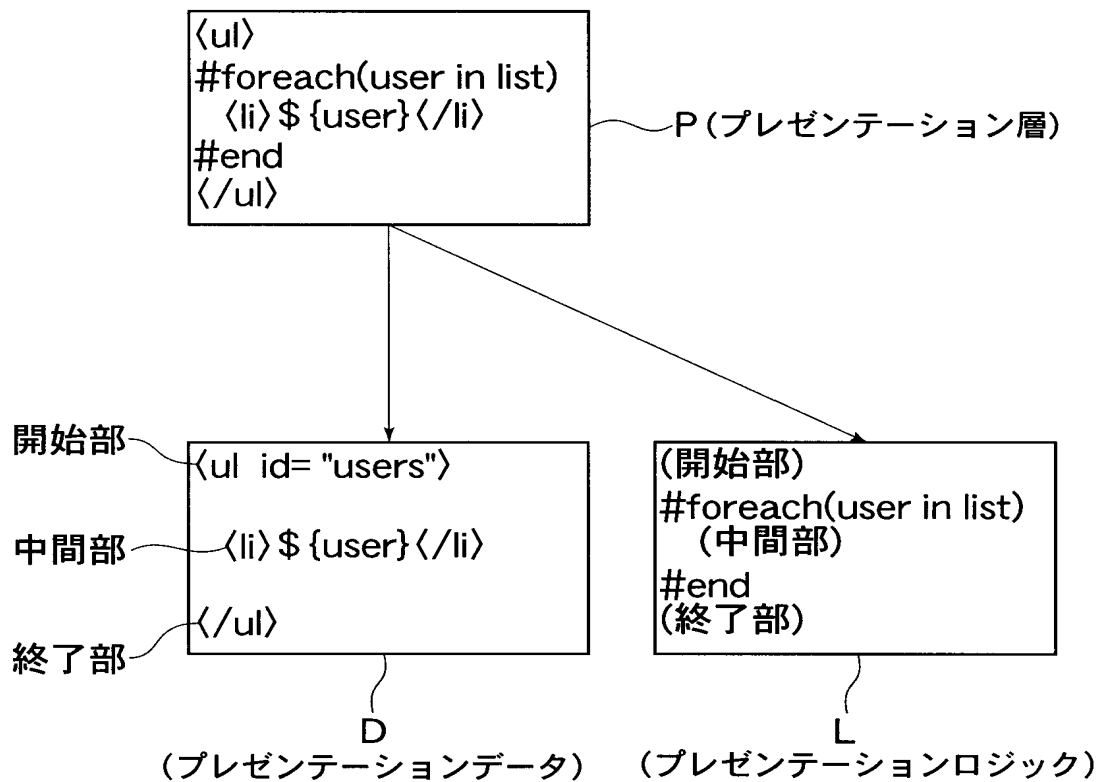 〈ul〉
#foreach(user in list)
〈li〉${user}〈/li〉
#end
〈/ul〉
P(プレゼンテーション層)
開始部
〈ul id="users"〉
中間部
〈li〉${user}〈/li〉
〈/ul〉
終了部
D
(プレゼンテーションデータ)
(開始部)
#foreach(user in list)
(中間部)
#end
(終了部)
L
(プレゼンテーションロジック)